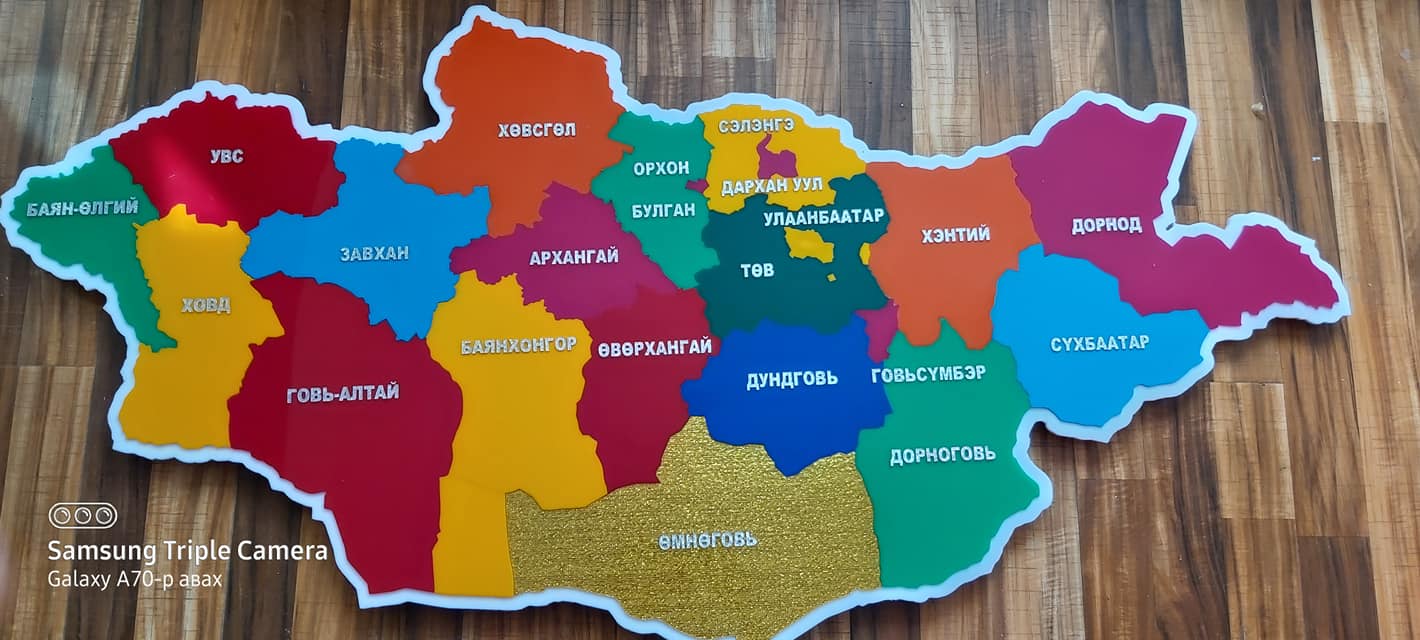 СЭЛЭНГЭ
ХӨВСГӨЛ
УВС
ОРХОН
ДАРХАН УУЛ
БАЯН-ӨЛГИЙ
БУЛГАН
УЛААНБААТАР
ДОРНОД
ХЭНТИЙ
ЗАВХАН
АРХАНГАЙ
ТӨВ
ХОВД
БАЯНХОНГОР
ӨВӨРХАНГАЙ
СҮХБААТАР
ДУНДГОВЬ
ГОВЬСҮМБЭР
ГОВЬ-АЛТАЙ
ДОРНОГОВЬ
ӨМНӨГОВЬ
Samsung Triple Camera
Galaxy A70-р авах